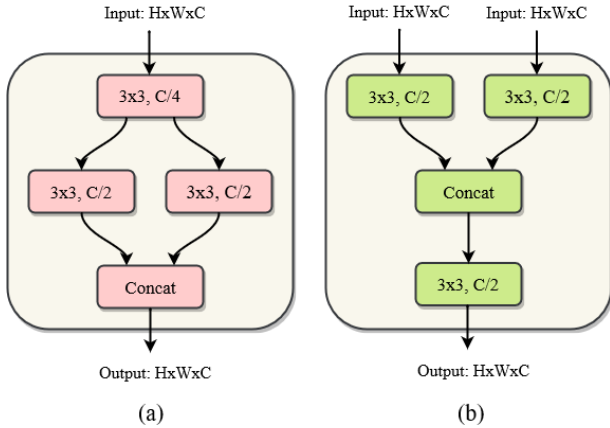 Input: HxWxC
3x3, C/4
3x3, C/2
3x3, C/2
Concat
Output: HxWxC
(a)
Input: HxWxC
Input: HxWxC
3x3, C/2
3x3, C/2
Concat
3x3, C/2
Output: HxWxC
(b)